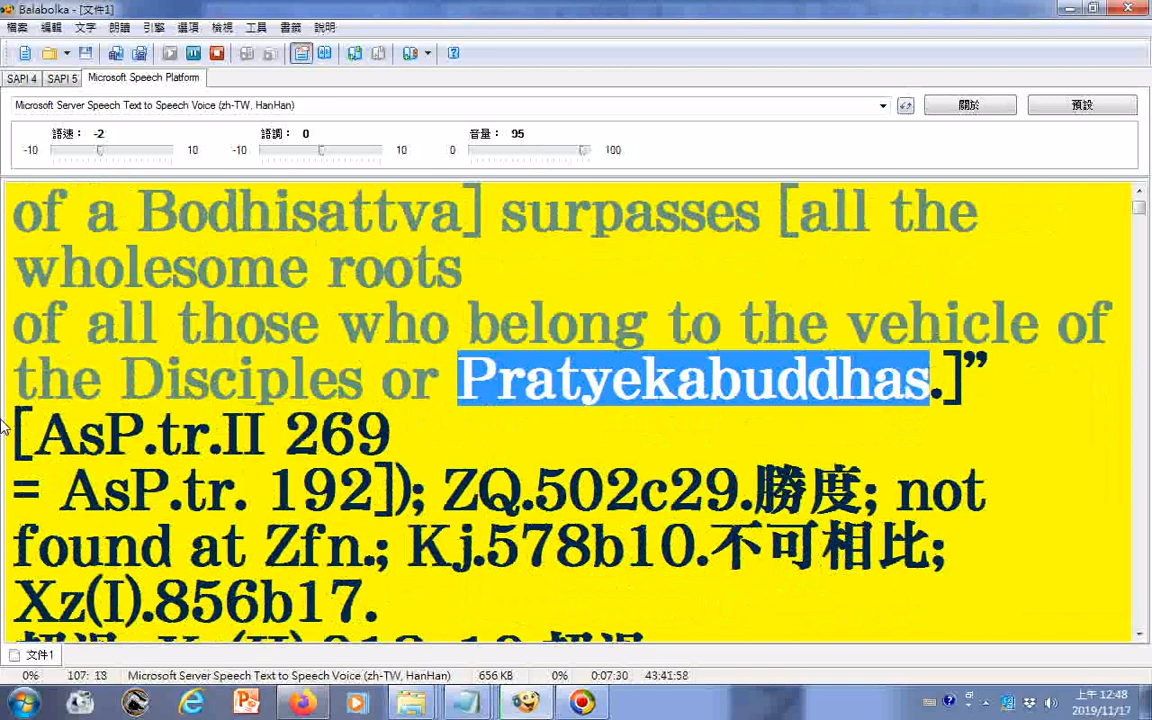 Balabolka - [文件1]
檔案 編輯 文字 朗讀 引擎 選項 檢視 工具 書籤 說明
SAPI 4 SAPI 5 Microsoft Speech Platform
Microsoft Server Speech Text to Speech Voice (zh-TW, HanHan) 關於 預設
語速： -2 語調： 0 音量： 95
-10 10 -10 10 0 100
of a Bodhisattva] surpasses [all the
wholesome roots
of all those who belong to the vehicle of
the Disciples or Pratyekabuddhas.]”
[AsP.tr.II 269
= AsP.tr. 192]); ZQ.502c29.勝度; not
found at Zfn.; Kj.578b10.不可相比;
Xz(I).856b17.
文件1
0% 107: 18 Microsoft Server Speech Text to Speech Voice (zh-TW, HanHan) 656 KB 0% 0:07:30 43:41:58
上午 12:48
2019/11/17